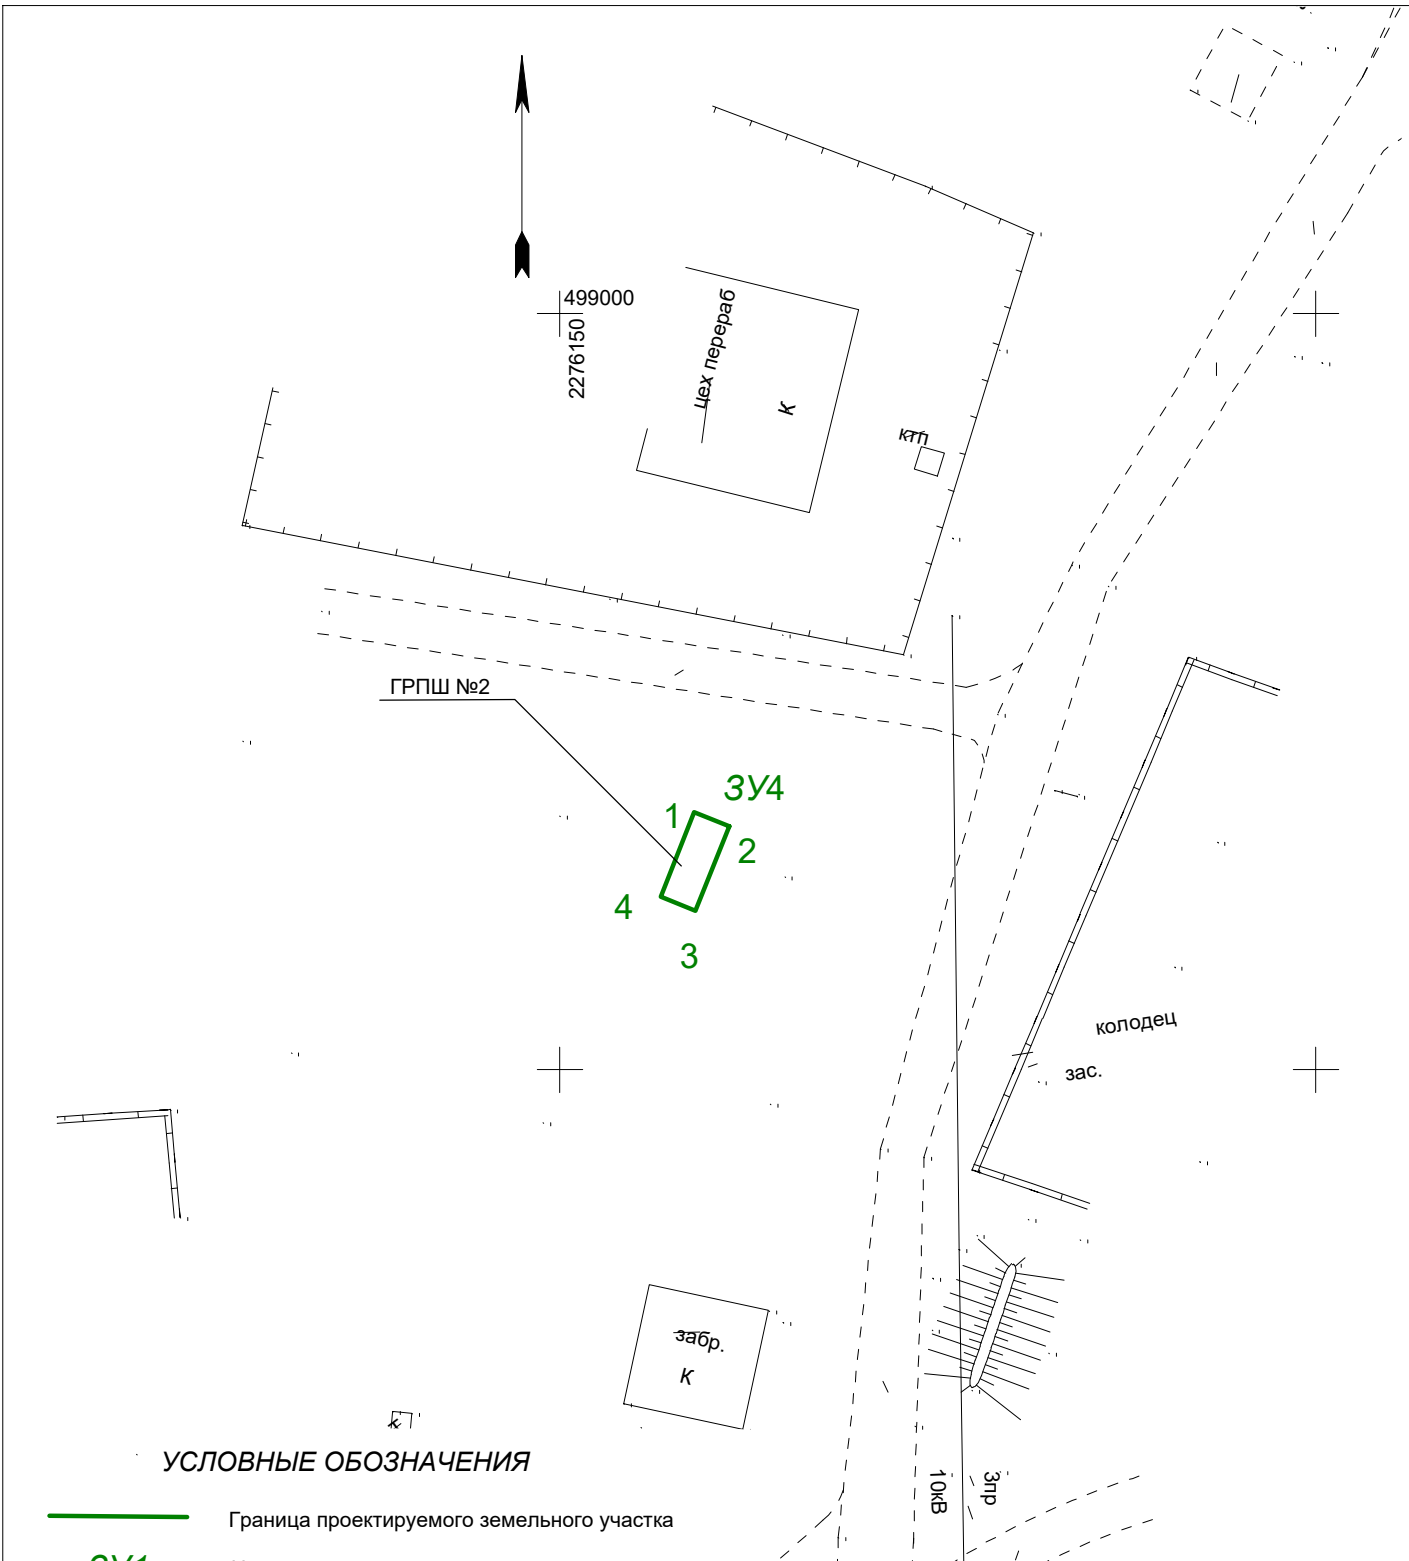 499000
2276150
цех перераб
К
ктп
ГРПШ №2
ЗУ4
1
2
4
3
колодец
зас.
забр.
К
к
УСЛОВНЫЕ ОБОЗНАЧЕНИЯ
10кВ
3пр
Граница проектируемого земельного участка
ЗУ1